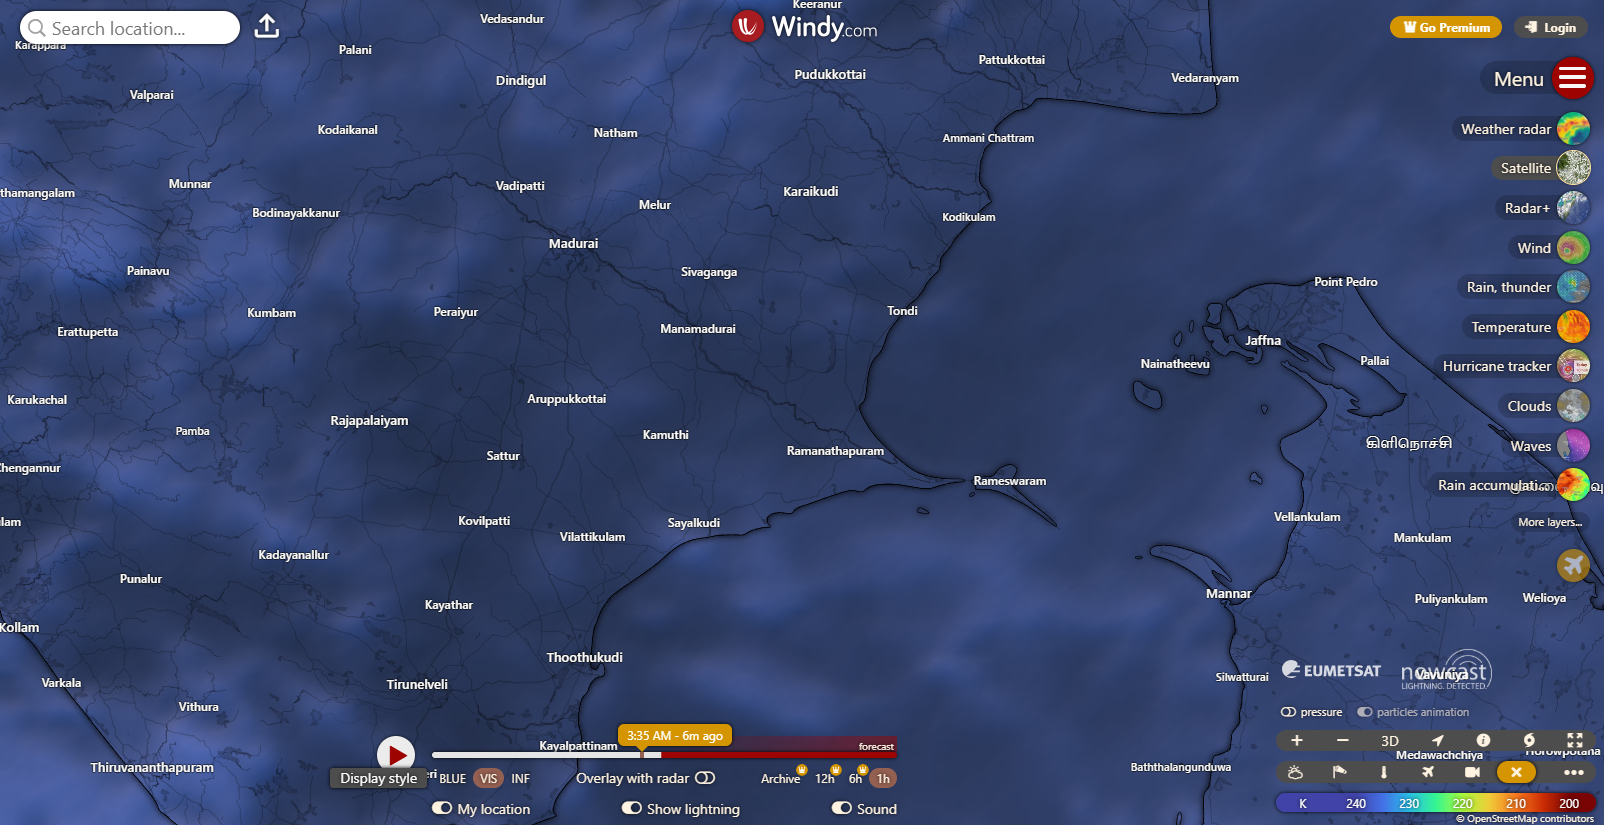 Search location...
Windy.com
Go Premium
Login
Menu
Weather radar
Satellite
Radar+
Wind
Rain, thunder
Temperature
Hurricane tracker
Clouds
Waves
Rain accumulati...
More layers...
Keeranur
Vedasandur
Karappara
Palani
Pattukkottai
Dindigul
Pudukkottai
Vedaranyam
Valparai
Kodaikanal
Natham
Ammani Chattram
Munnar
Vadipatti
thamangalam
Karaikudi
Melur
Bodinayakkanur
Kodikulam
Madurai
Painavu
Sivaganga
Point Pedro
Kumbam
Peraiyur
Tondi
Erattupetta
Manamadurai
Jaffna
Nainatheevu
Pallai
Karukachal
Aruppukkottai
Rajapalaiyam
Pamba
Kamuthi
கிளிநொச்சி
Ramanathapuram
Sattur
Chengannur
Rameswaram
Vellankulam
lam
Kovilpatti
Sayalkudi
Vilattikulam
Mankulam
Kadayanallur
Punalur
Mannar
Puliyankulam
Welioya
Kayathar
Kollam
Thoothukudi
Varkala
Tirunelveli
Silwatturai
Vavuniya
Vithura
Kayalpattinam
Thiruvananthapuram
Baththalangunduwa
Medawachchiya
Horowpotana
EUMETSAT
nowcast
LIGHTNING. DETECTED.
pressure
particles animation
3D
3:35 AM - 6m ago
forecast
Display style
eri
BLUE
VIS
INF
Overlay with radar
Archive
12h
6h
1h
My location
Show lightning
Sound
K 240 230 220 210 200
© OpenStreetMap contributors